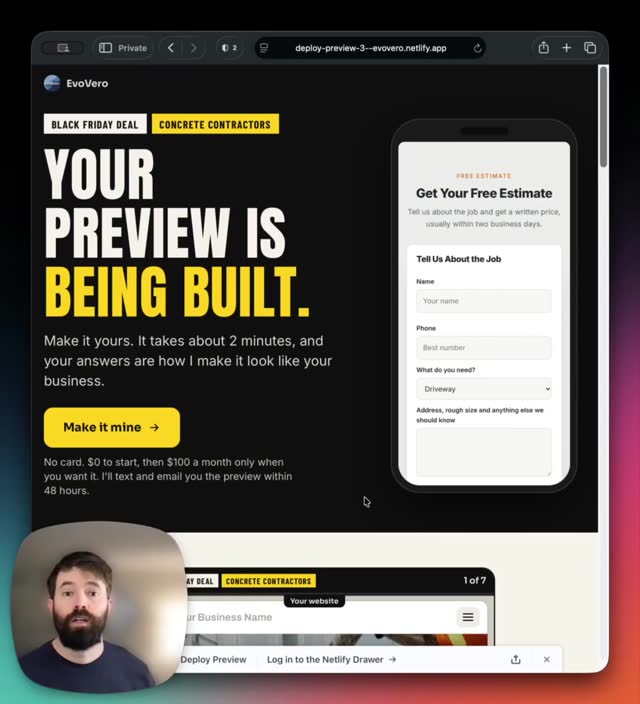 Private
2
deploy-preview-3--evovero.netlify.app
EvoVero
BLACK FRIDAY DEAL
CONCRETE CONTRACTORS
YOUR
PREVIEW IS
BEING BUILT.
Make it yours. It takes about 2 minutes, and
your answers are how I make it look like your
business.
Make it mine →
No card. $0 to start, then $100 a month only when
you want it. I'll text and email you the preview within
48 hours.
FREE ESTIMATE
Get Your Free Estimate
Tell us about the job and get a written price,
usually within two business days.
Tell Us About the Job
Name
Your name
Phone
Best number
What do you need?
Driveway
Address, rough size and anything else we
should know
DEAL
CONCRETE CONTRACTORS
1 of 7
Your website
Business Name
Deploy Preview
Log in to the Netlify Drawer →